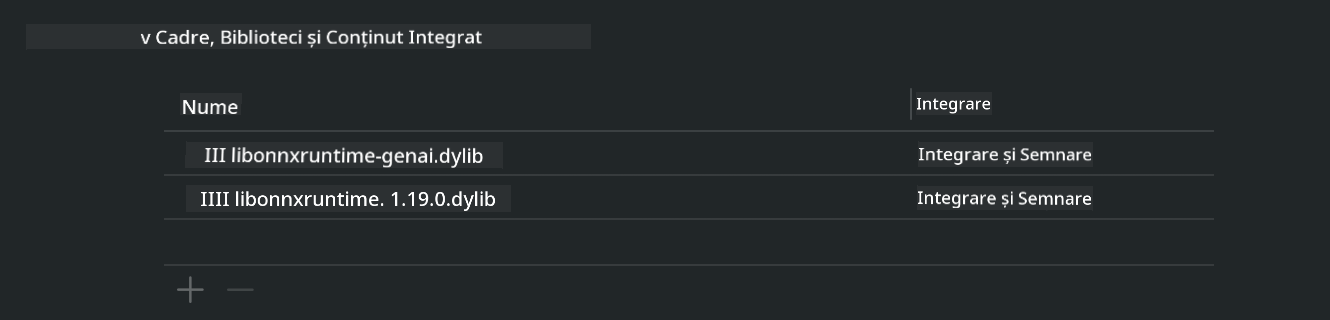 v Cadre, Biblioteci și Conținut Integrat
Nume
Integrare
III libonnxruntime-genai.dylib
Integrare și Semnare
IIII libonnxruntime. 1.19.0.dylib
Integrare și Semnare